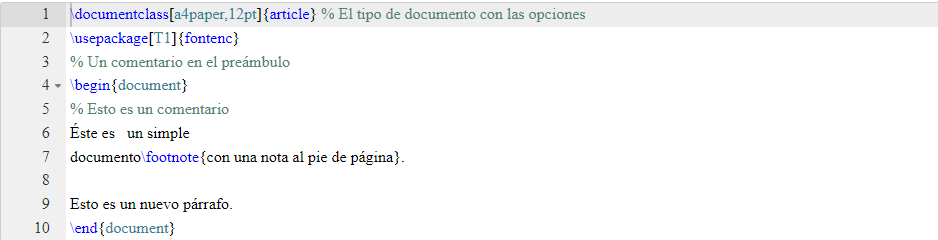 1 \documentclass[a4paper,12pt]{article} % El tipo de documento con las opciones
2 \usepackage[T1]{fontenc}
3 % Un comentario en el preámbulo
4 \begin{document}
5 % Esto es un comentario
6 Éste es   un simple
7 documento\footnote{con una nota al pie de página}.
8
9 Esto es un nuevo párrafo.
10 \end{document}